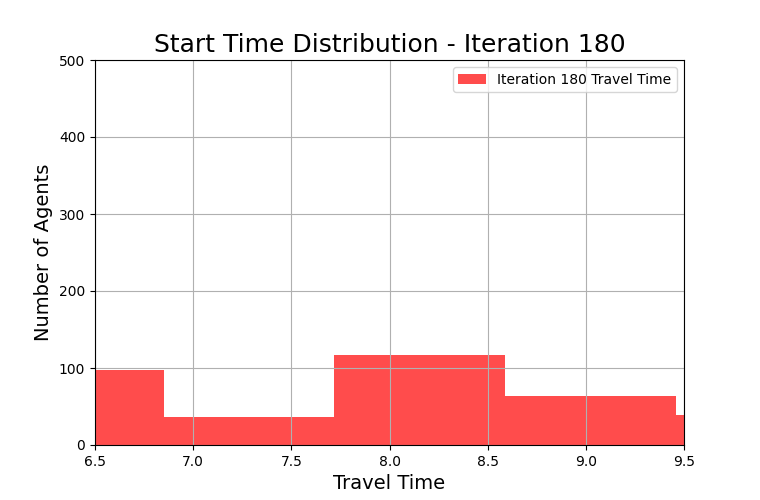 Start Time Distribution - Iteration 180
500
Iteration 180 Travel Time
400
300
200
100
0
Number of Agents
6.5 7.0 7.5 8.0 8.5 9.0 9.5
Travel Time